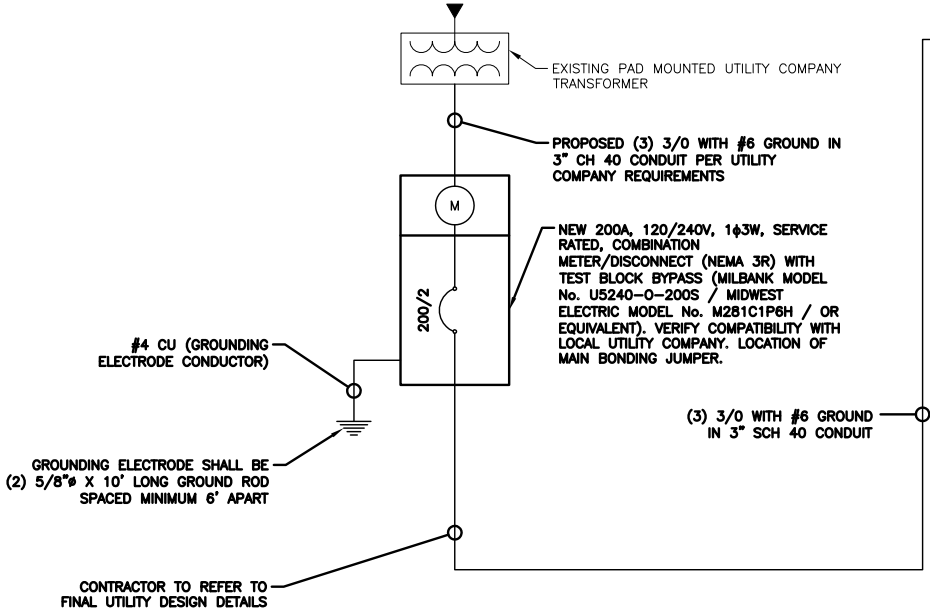 EXISTING PAD MOUNTED UTILITY COMPANY
TRANSFORMER
PROPOSED (3) 3/0 WITH #6 GROUND IN
3" CH 40 CONDUIT PER UTILITY
COMPANY REQUIREMENTS
M
NEW 200A, 120/240V, 1ϕ3W, SERVICE
RATED, COMBINATION
METER/DISCONNECT (NEMA 3R) WITH
TEST BLOCK BYPASS (MILBANK MODEL
No. U5240-O-200S / MIDWEST
ELECTRIC MODEL No. M281C1P6H / OR
EQUIVALENT). VERIFY COMPATIBILITY WITH
LOCAL UTILITY COMPANY. LOCATION OF
MAIN BONDING JUMPER.
200/2
#4 CU (GROUNDING
ELECTRODE CONDUCTOR)
(3) 3/0 WITH #6 GROUND
IN 3" SCH 40 CONDUIT
GROUNDING ELECTRODE SHALL BE
(2) 5/8"ø X 10' LONG GROUND ROD
SPACED MINIMUM 6' APART
CONTRACTOR TO REFER TO
FINAL UTILITY DESIGN DETAILS